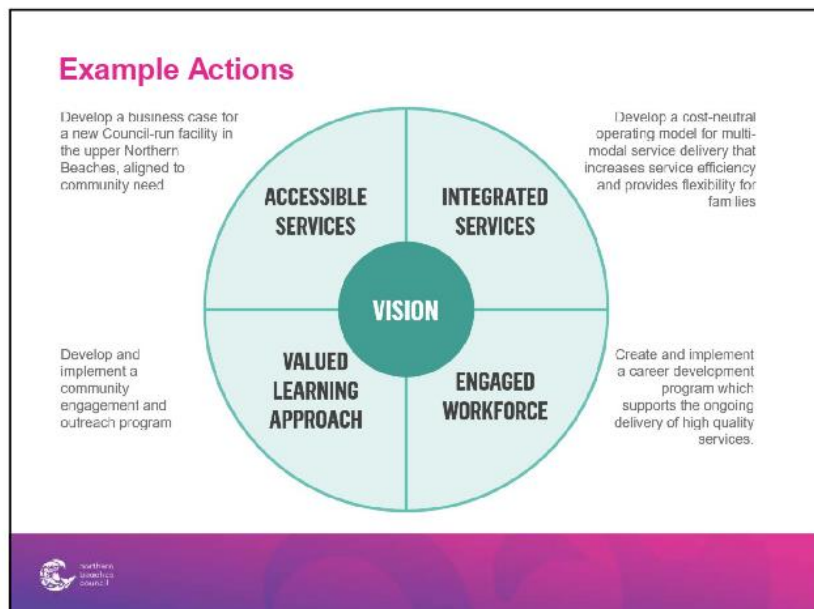 Example Actions
Develop a business case for
a new Council-run facility in
the upper Northern
Beaches, aligned to
community need
Develop a cost-neutral
operating model for multi-
modal service delivery that
increases service efficiency
and provides flexibility for
families
ACCESSIBLE
SERVICES
INTEGRATED
SERVICES
VISION
VALUED
LEARNING
APPROACH
ENGAGED
WORKFORCE
Develop and
implement a
community
engagement and
outreach program
Create and implement
a career development
program which
supports the ongoing
delivery of high quality
services.
northern
beaches
council